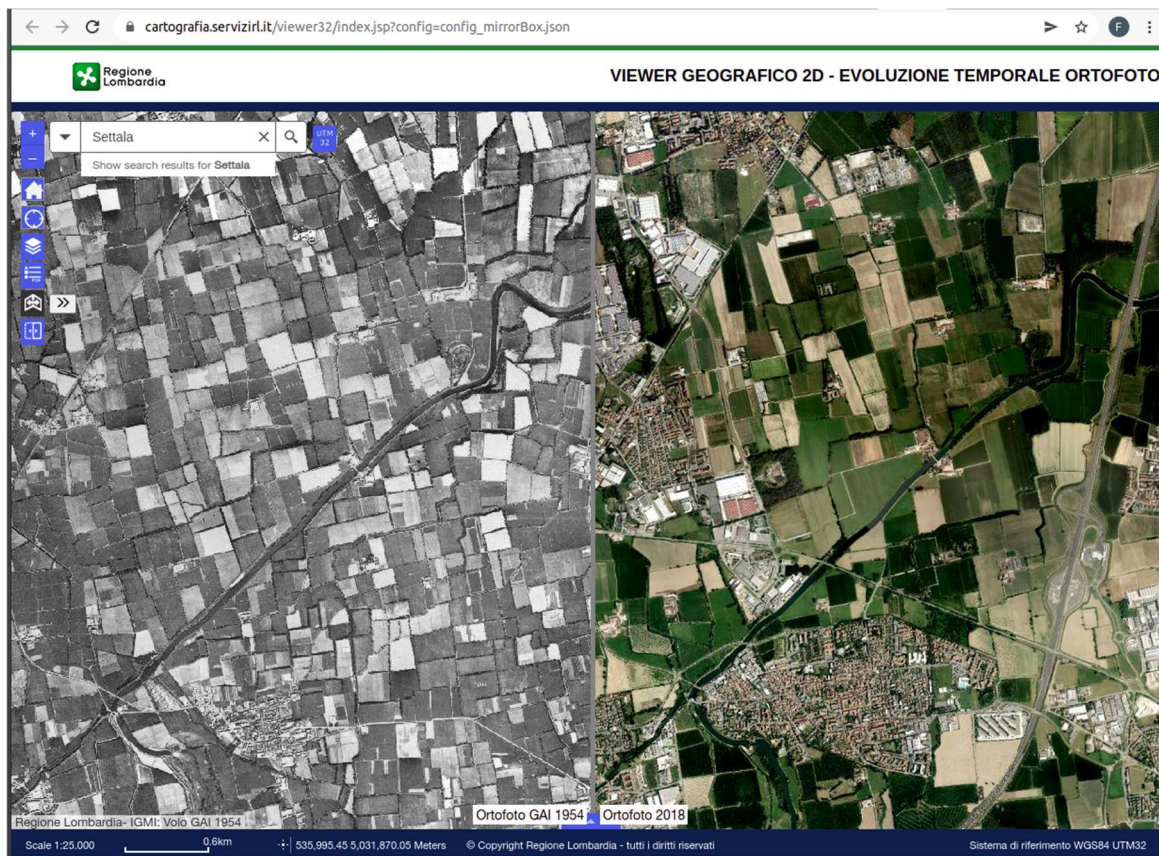 cartografia.servizirl.it/viewer32/index.jsp?config=config_mirrorBox.json
F
Regione
Lombardia
VIEWER GEOGRAFICO 2D - EVOLUZIONE TEMPORALE ORTOFOTO
+
Settala
UTM
32
−
Show search results for Settala
Ortofoto GAI 1954
Ortofoto 2018
Regione Lombardia- IGMI: Volo GAI 1954
Scale 1:25.000
0.6km
535,995.45 5,031,870.05 Meters
© Copyright Regione Lombardia - tutti i diritti riservati
Sistema di riferimento WGS84 UTM32